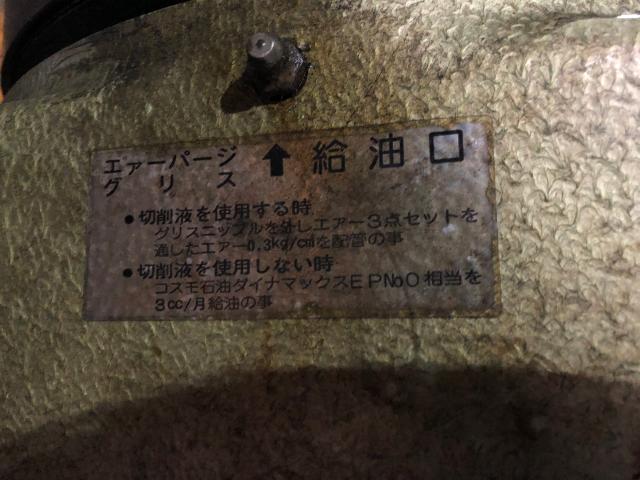 エァーパージ
グリス
⬆給油口
●切削液を使用する時
グリスニップルを外しエアー3点セットを
通したエアー0.3kg/c㎡を配管の事
●切削液を使用しない時
コスモ石油ダイナマックスEPNo0相当を
3cc/月給油の事